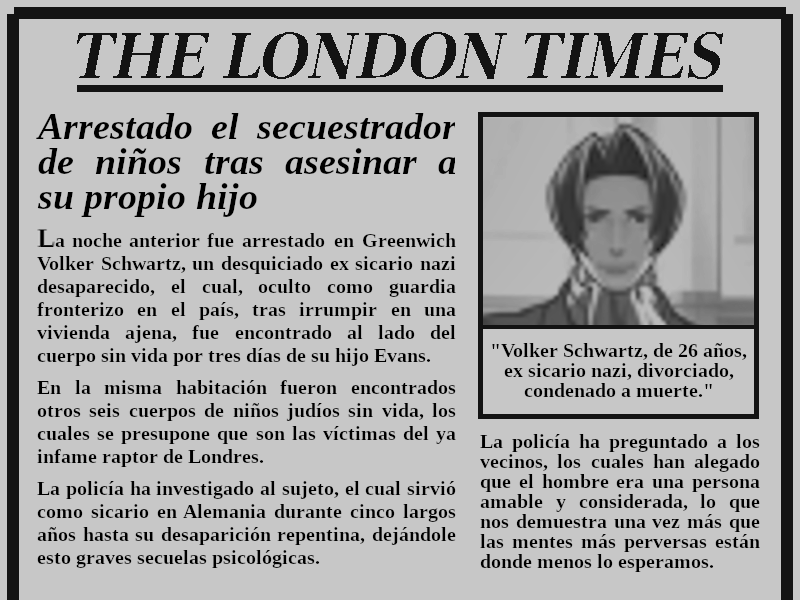 THE LONDON TIMES
Arrestado el secuestrador
de niños tras asesinar a
su propio hijo
La noche anterior fue arrestado en Greenwich
Volker Schwartz, un desquiciado ex sicario nazi
desaparecido, el cual, oculto como guardia
fronterizo en el país, tras irrumpir en una
vivienda ajena, fue encontrado al lado del
cuerpo sin vida por tres días de su hijo Evans.
En la misma habitación fueron encontrados
otros seis cuerpos de niños judíos sin vida, los
cuales se presupone que son las víctimas del ya
infame raptor de Londres.
La policía ha investigado al sujeto, el cual sirvió
como sicario en Alemania durante cinco largos
años hasta su desaparición repentina, dejándole
esto graves secuelas psicológicas.
"Volker Schwartz, de 26 años,
ex sicario nazi, divorciado,
condenado a muerte."
La policía ha preguntado a los
vecinos, los cuales han alegado
que el hombre era una persona
amable y considerada, lo que
nos demuestra una vez más que
las mentes más perversas están
donde menos lo esperamos.